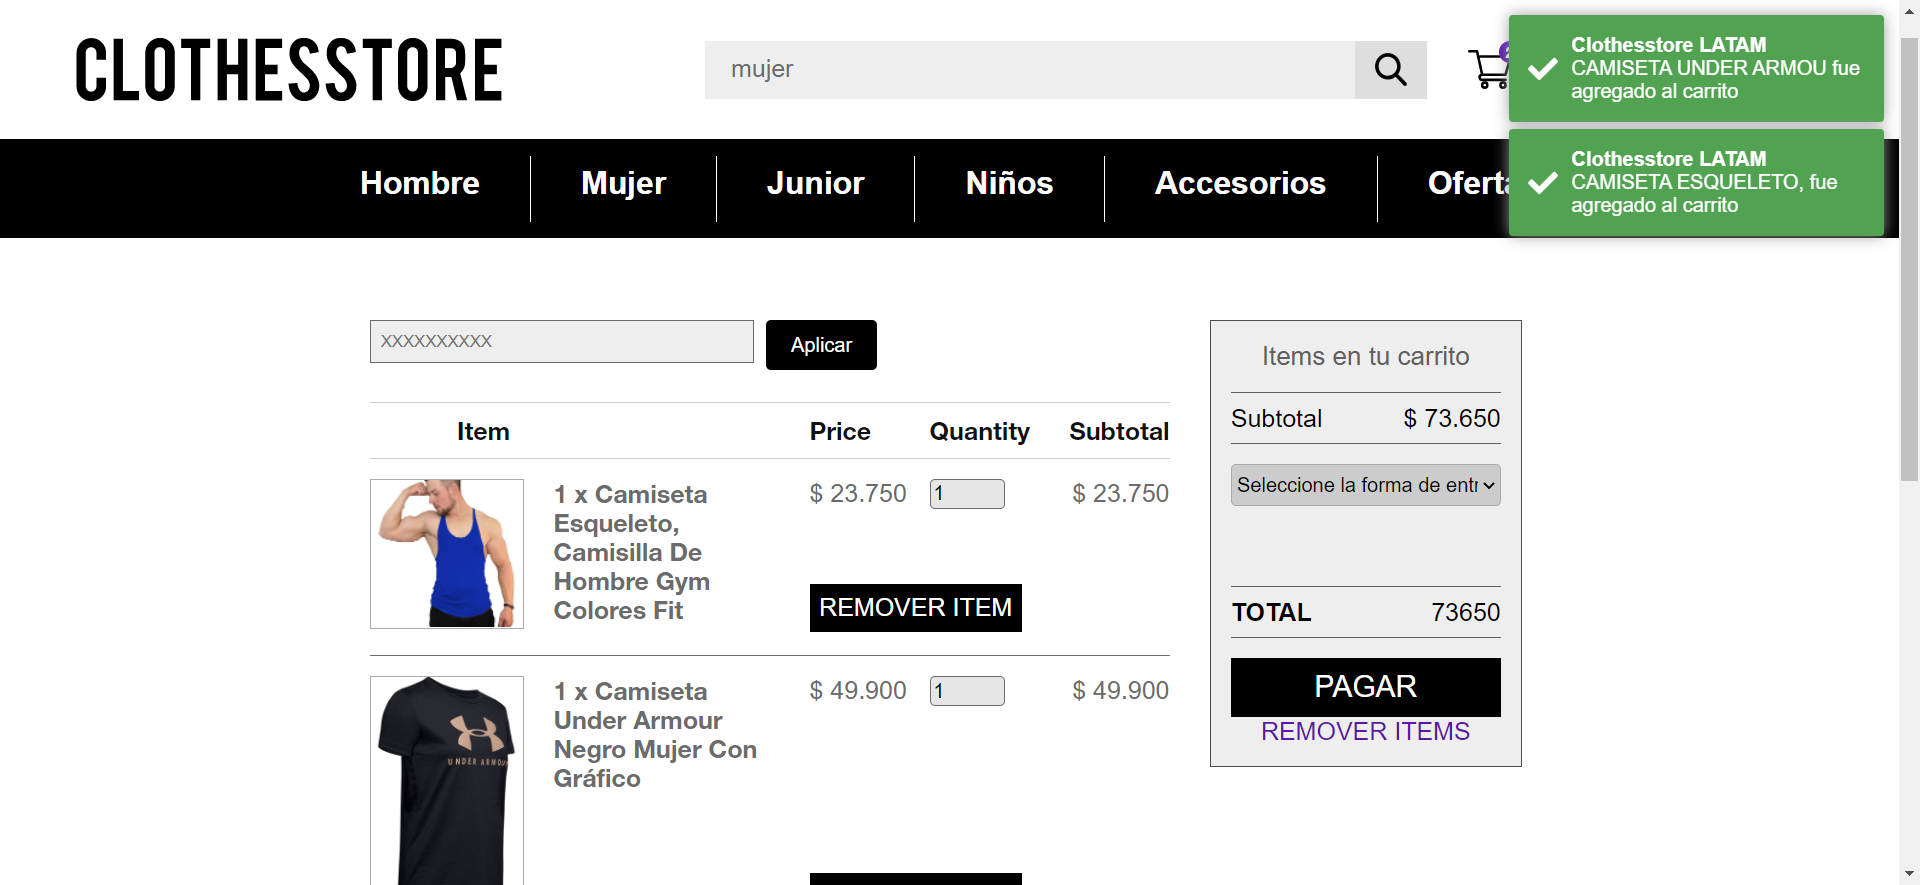 CLOTHESSTORE
mujer
Clothesstore LATAM
CAMISETA UNDER ARMOU fue
agregado al carrito
Clothesstore LATAM
CAMISETA ESQUELETO, fue
agregado al carrito
Hombre
Mujer
Junior
Niños
Accesorios
XXXXXXXXXX
Aplicar
Item Price Quantity Subtotal
1 x Camiseta
Esqueleto,
Camisilla De
Hombre Gym
Colores Fit
$ 23.750
1
$ 23.750
REMOVER ITEM
1 x Camiseta
Under Armour
Negro Mujer Con
Gráfico
$ 49.900
1
$ 49.900
UNDER ARMOUR
Items en tu carrito
Subtotal $ 73.650
Seleccione la forma de entr
TOTAL 73650
PAGAR
REMOVER ITEMS